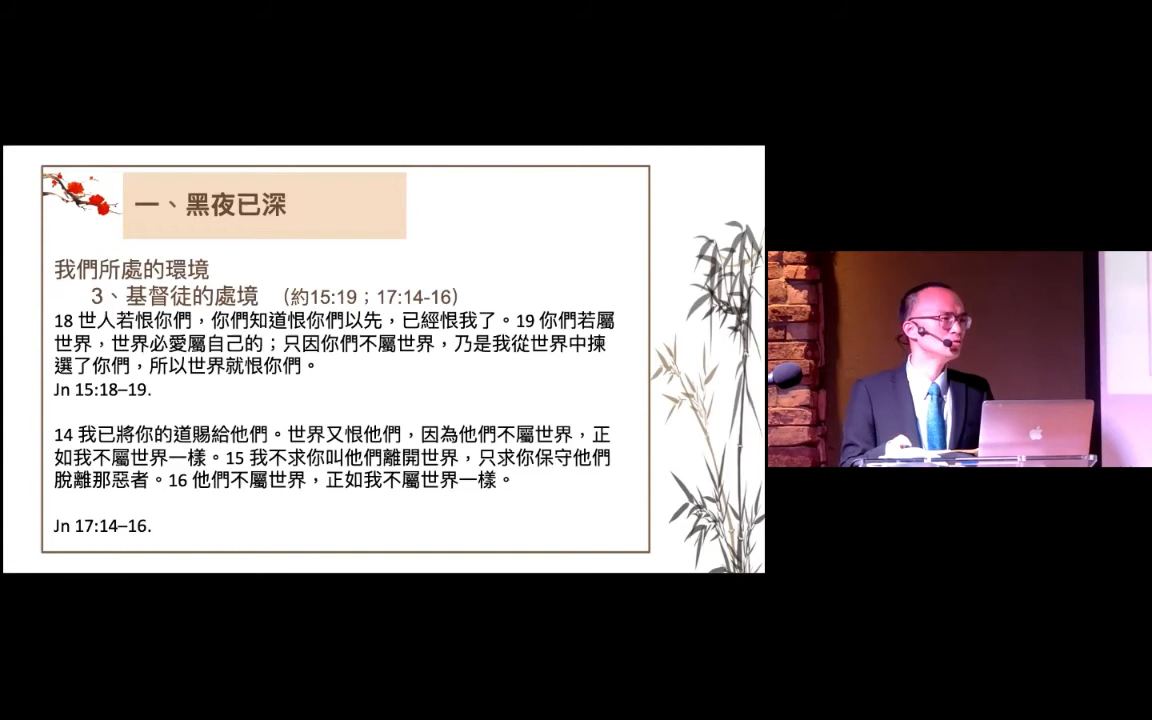 一、黑夜已深
我們所處的環境
3、基督徒的處境 （約15:19；17:14-16）
18 世人若恨你們，你們知道恨你們以先，已經恨我了。19 你們若屬
世界，世界必愛屬自己的；只因你們不屬世界，乃是我從世界中揀
選了你們，所以世界就恨你們。
Jn 15:18–19.
14 我已將你的道賜給他們。世界又恨他們，因為他們不屬世界，正
如我不屬世界一樣。15 我不求你叫他們離開世界，只求你保守他們
脫離那惡者。16 他們不屬世界，正如我不屬世界一樣。
Jn 17:14–16.